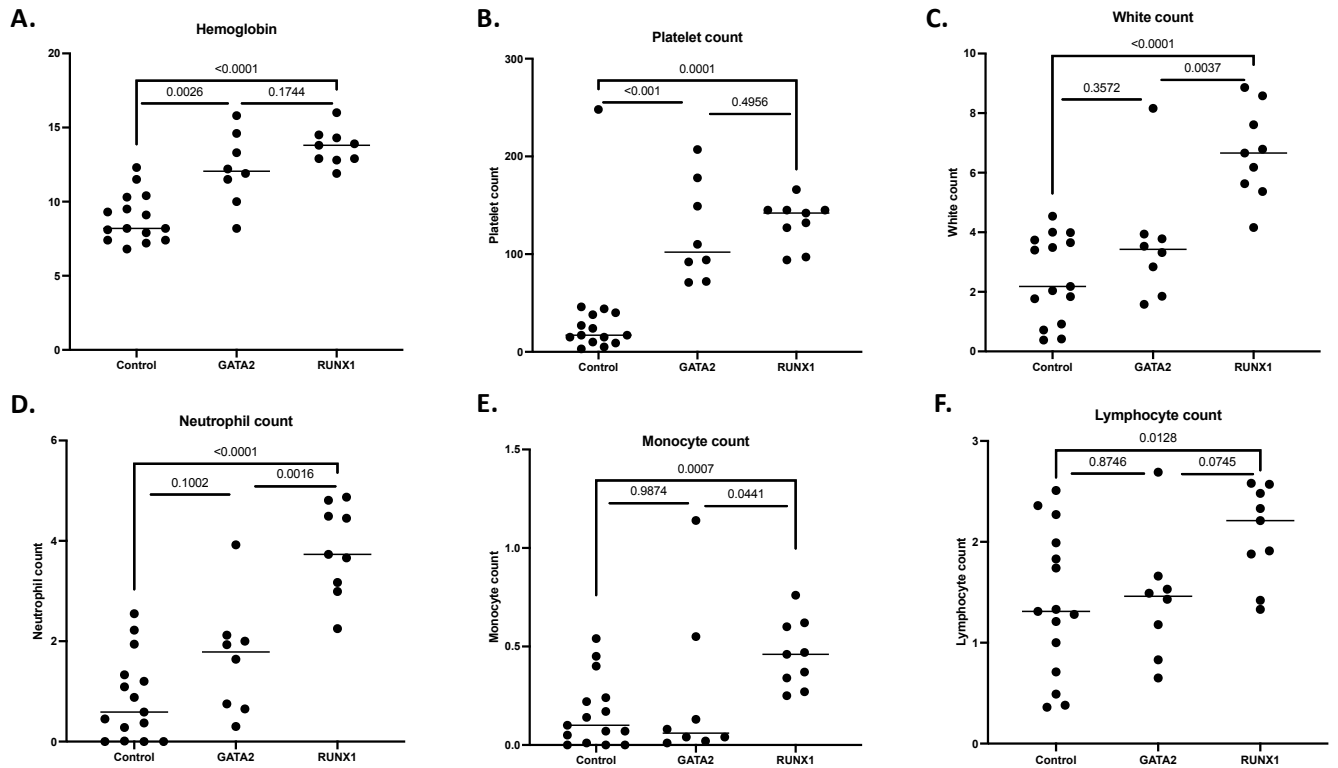 A.
Hemoglobin
<0.0001
0.0026
0.1744
20
15
10
5
0
Control
GATA2
RUNX1
B.
Platelet count
0.0001
<0.001
0.4956
Platelet count
300
200
100
0
Control
GATA2
RUNX1
C.
White count
<0.0001
0.0037
0.3572
White count
10
8
6
4
2
0
Control
GATA2
RUNX1
D.
Neutrophil count
<0.0001
0.1002
0.0016
Neutrophil count
6
4
2
0
Control
GATA2
RUNX1
E.
Monocyte count
0.0007
0.9874
0.0441
Monocyte count
1.5
1.0
0.5
0.0
Control
GATA2
RUNX1
F.
Lymphocyte count
0.0128
0.8746
0.0745
Lymphocyte count
3
2
1
0
Control
GATA2
RUNX1